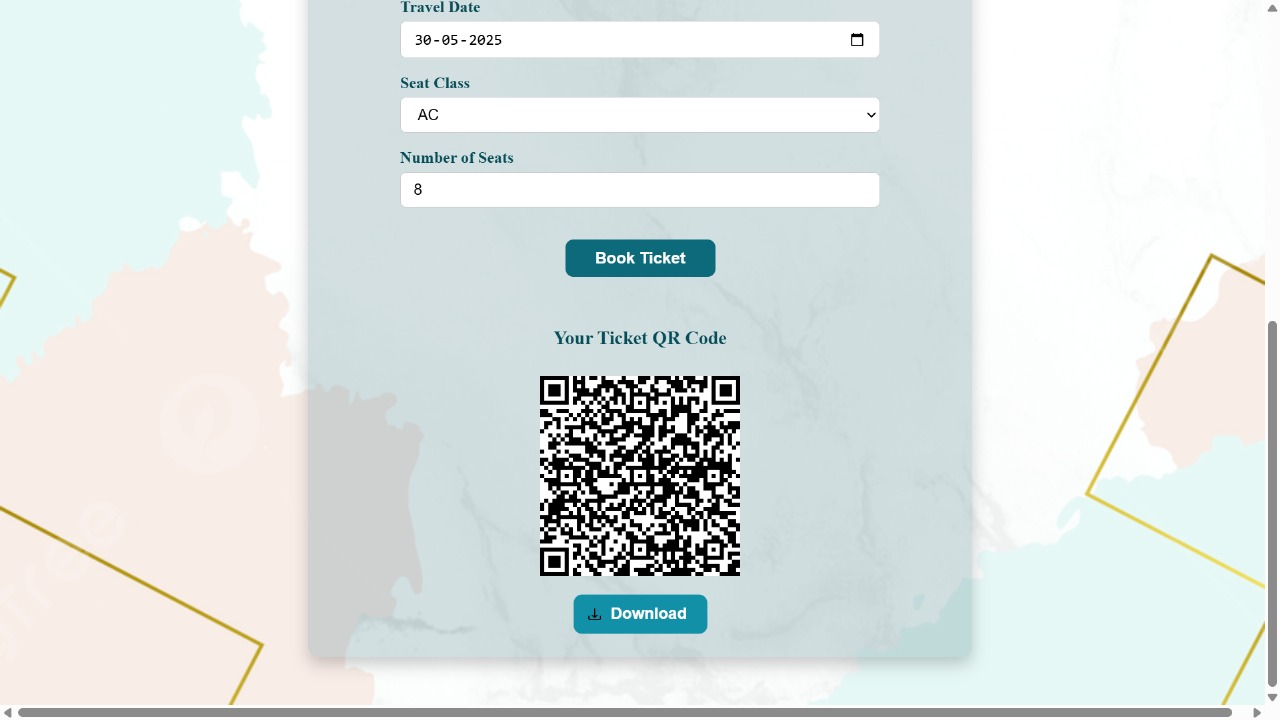 Travel Date
30-05-2025
Seat Class
AC
Number of Seats
8
Book Ticket
Your Ticket QR Code
Download